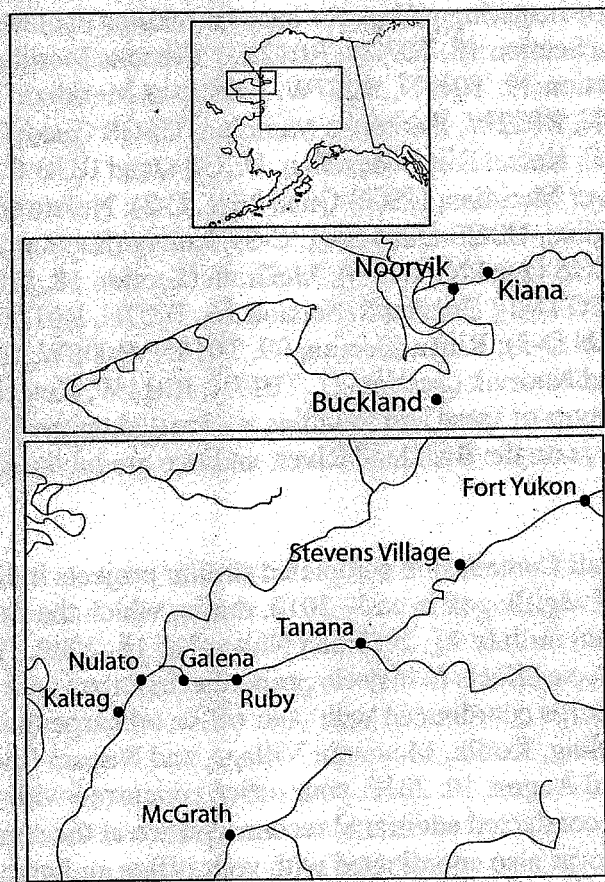 Noorvik
Kiana
Buckland
Fort Yukon
Stevens Village
Tanana
Nulato
Galena
Kaltag
Ruby
McGrath